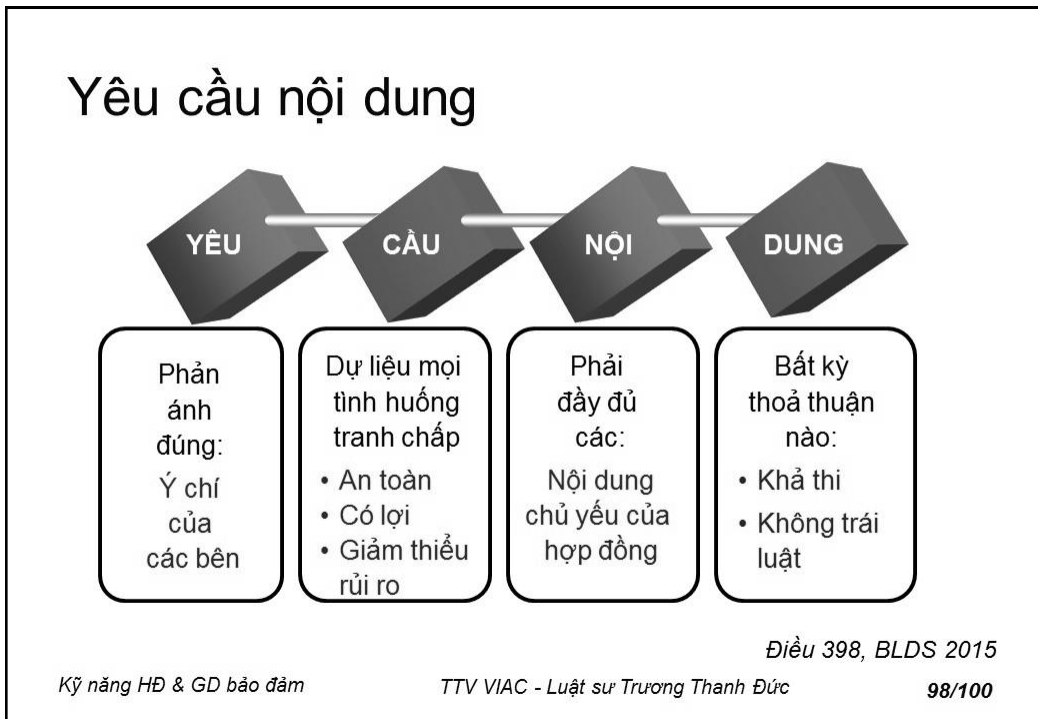 Yêu cầu nội dung
YÊU
CẦU
NỘI
DUNG
Phản
ánh
đúng:
Ý chí
của
các bên
Dự liệu mọi
tình huống
tranh chấp
• An toàn
• Có lợi
• Giảm thiểu
rủi ro
Phải
đầy đủ
các:
Nội dung
chủ yếu của
hợp đồng
Bất kỳ
thoả thuận
nào:
• Khả thi
• Không trái
luật
Điều 398, BLDS 2015
Kỹ năng HĐ & GD bảo đảm
TTV VIAC - Luật sư Trương Thanh Đức
98/100